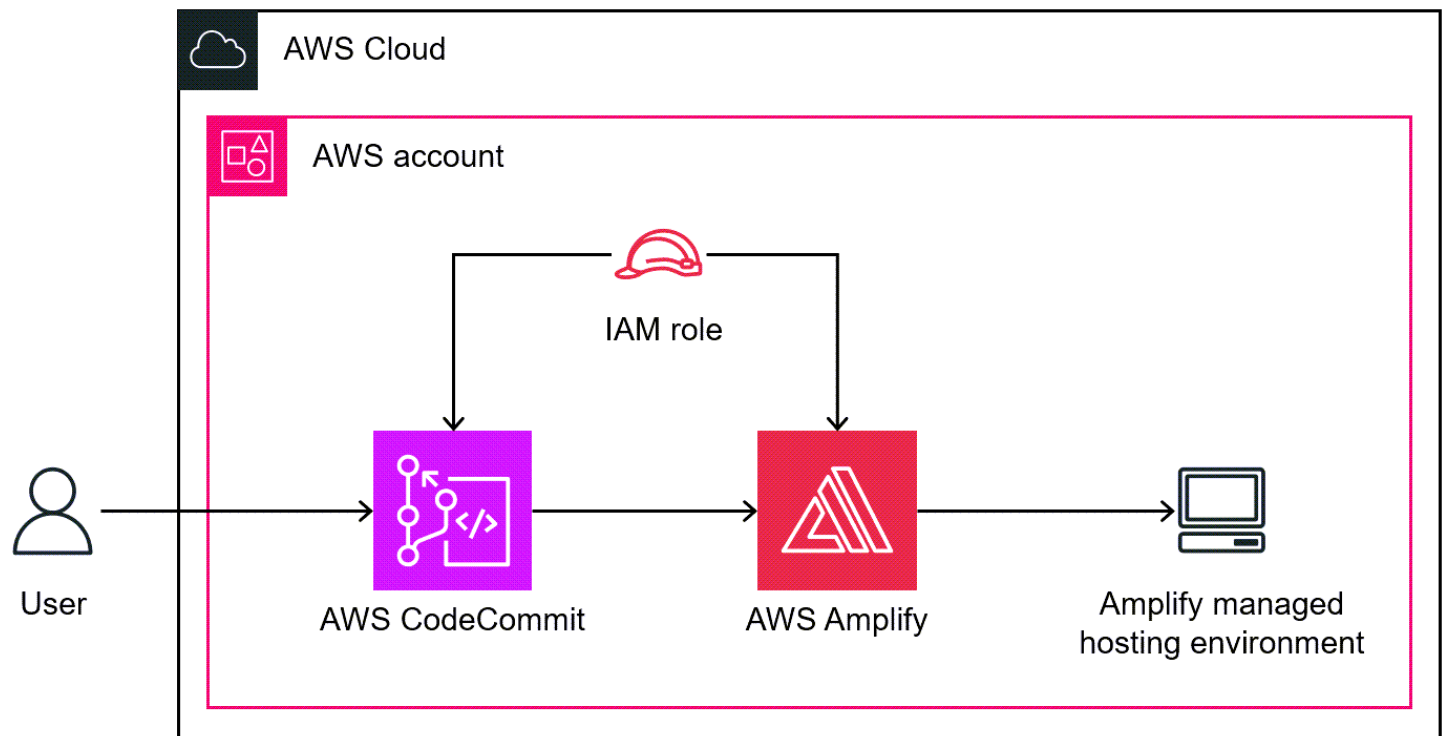 AWS Cloud
AWS account
IAM role
User
AWS CodeCommit
AWS Amplify
Amplify managed
hosting environment